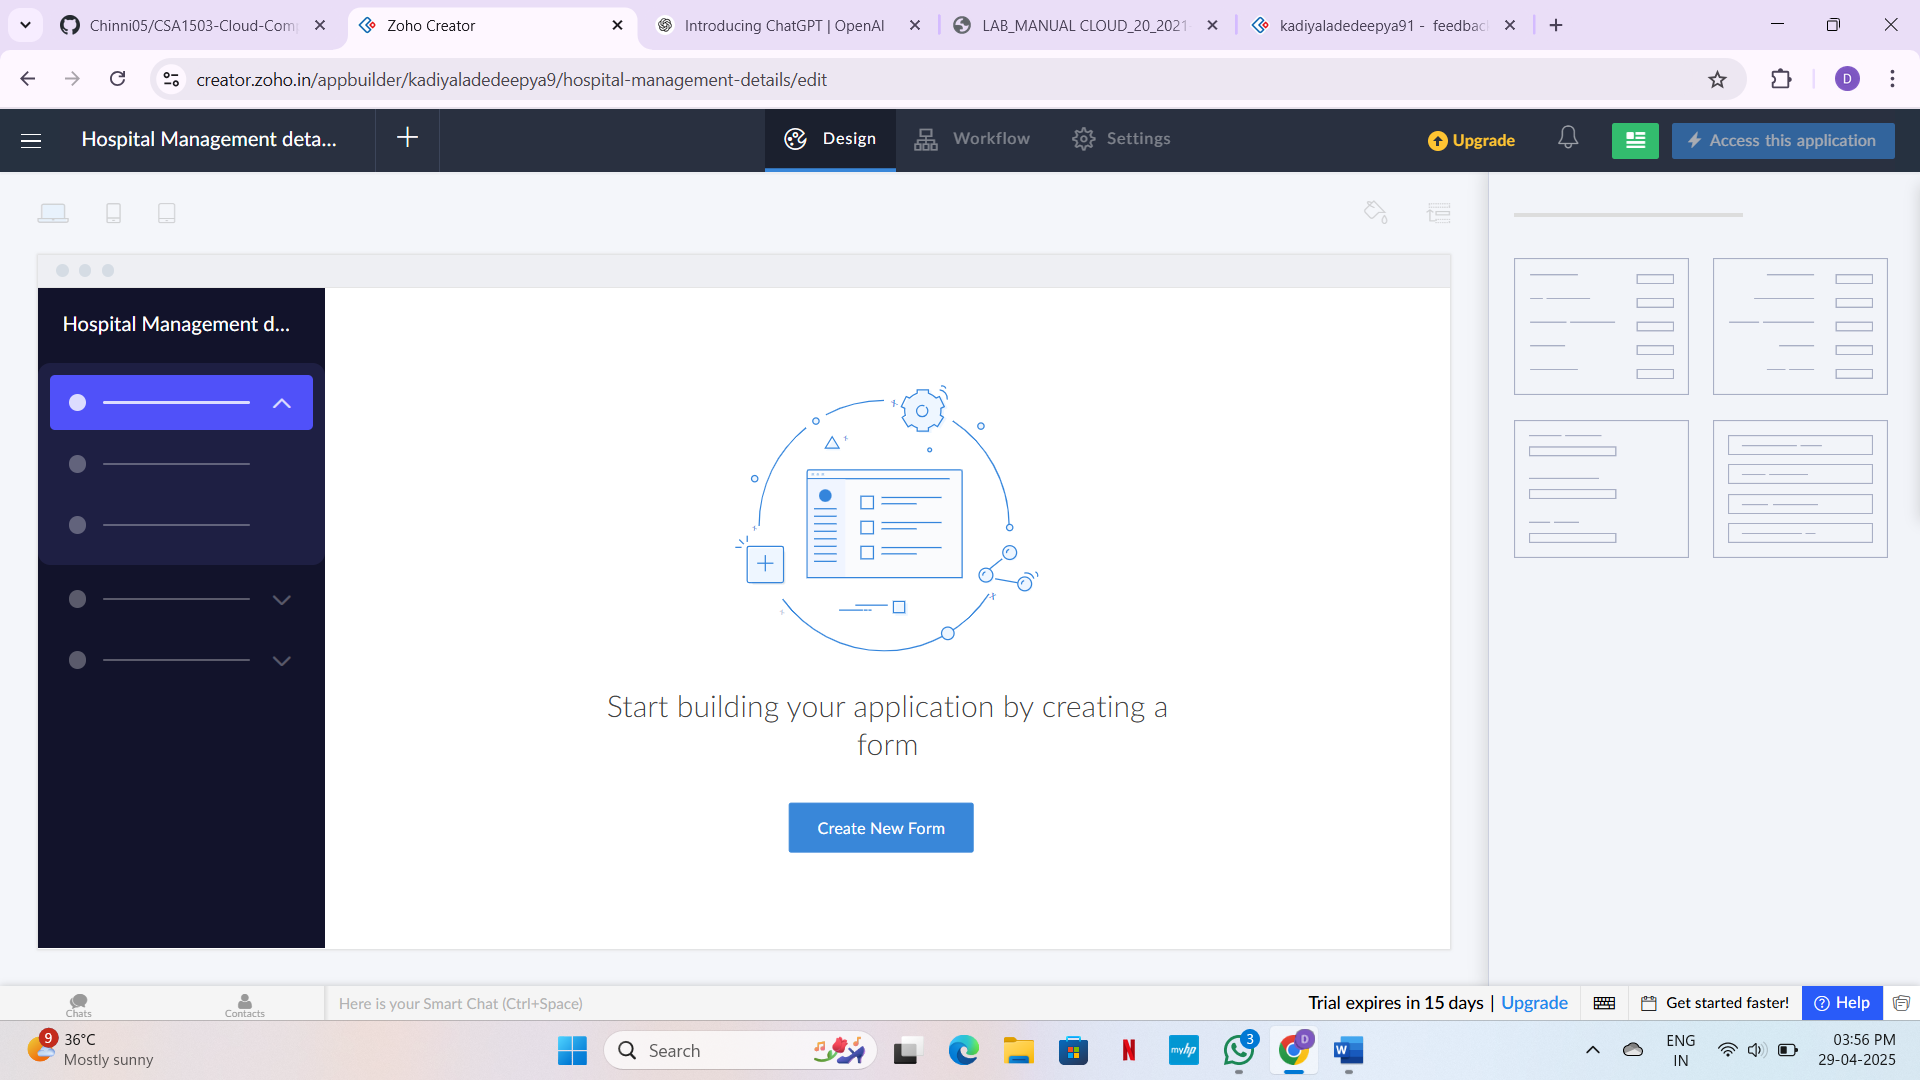 Chinni05/CSA1503-Cloud-Com
Zoho Creator
Introducing ChatGPT | OpenAI
LAB_MANUAL CLOUD_20_2021
kadiyaladedeepya91 - feedbac
creator.zoho.in/appbuilder/kadiyaladedeepya9/hospital-management-details/edit
D
Hospital Management deta...
Design
Workflow
Settings
Upgrade
Access this application
Hospital Management d...
Start building your application by creating a
form
Create New Form
Chats
Contacts
Here is your Smart Chat (Ctrl+Space)
Trial expires in 15 days | Upgrade
Get started faster!
Help
9
36°C
Mostly sunny
Search
N
myhp
3
D
W
ENG
IN
03:56 PM
29-04-2025